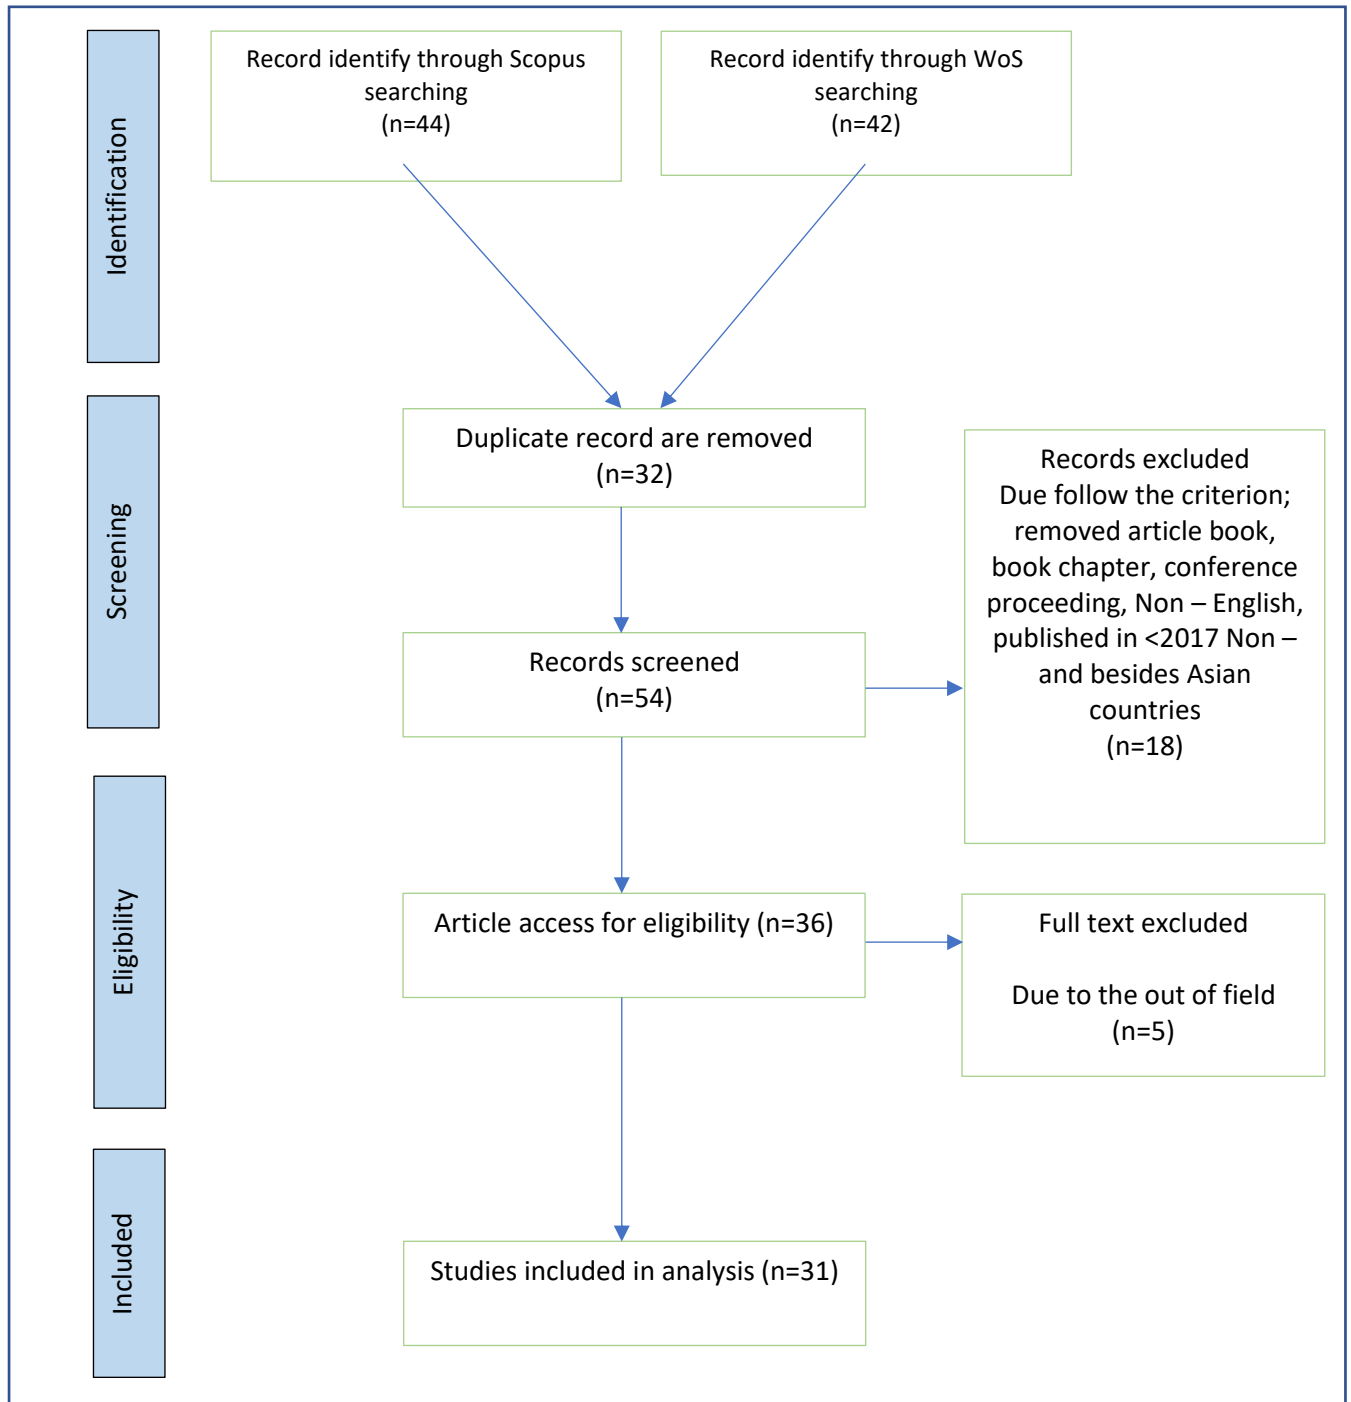 Identification
Record identify through Scopus
searching
(n=44)
Record identify through WoS
searching
(n=42)
Screening
Duplicate record are removed
(n=32)
Records excluded
Due follow the criterion;
removed article book,
book chapter, conference
proceeding, Non – English,
published in <2017 Non –
and besides Asian
countries
(n=18)
Records screened
(n=54)
Eligibility
Article access for eligibility (n=36)
Full text excluded
Due to the out of field
(n=5)
Included
Studies included in analysis (n=31)